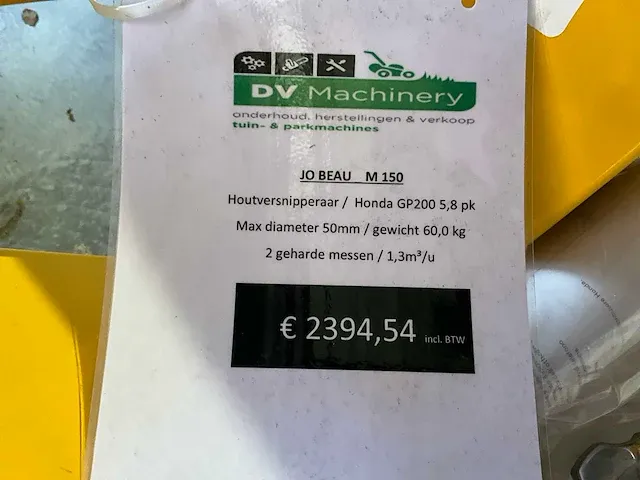 DV Machinery
onderhoud, herstellingen & verkoop
tuin- & parkmachines
JO BEAU M 150
Houtversnipperaar / Honda GP200 5,8 pk
Max diameter 50mm / gewicht 60,0 kg
2 geharde messen / 1,3m³/u
€ 2394,54 incl. BTW